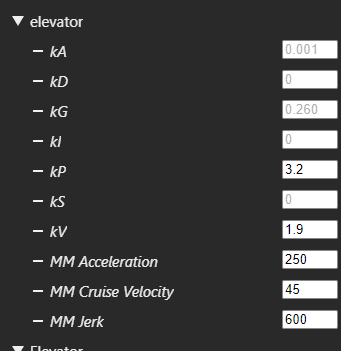 ▼ elevator
– kA 0.001
– kD 0
– kG 0.260
– kI 0
– kP 3.2
– kS 0
– kV 1.9
– MM Acceleration 250
– MM Cruise Velocity 45
– MM Jerk 600
▼ Elevator